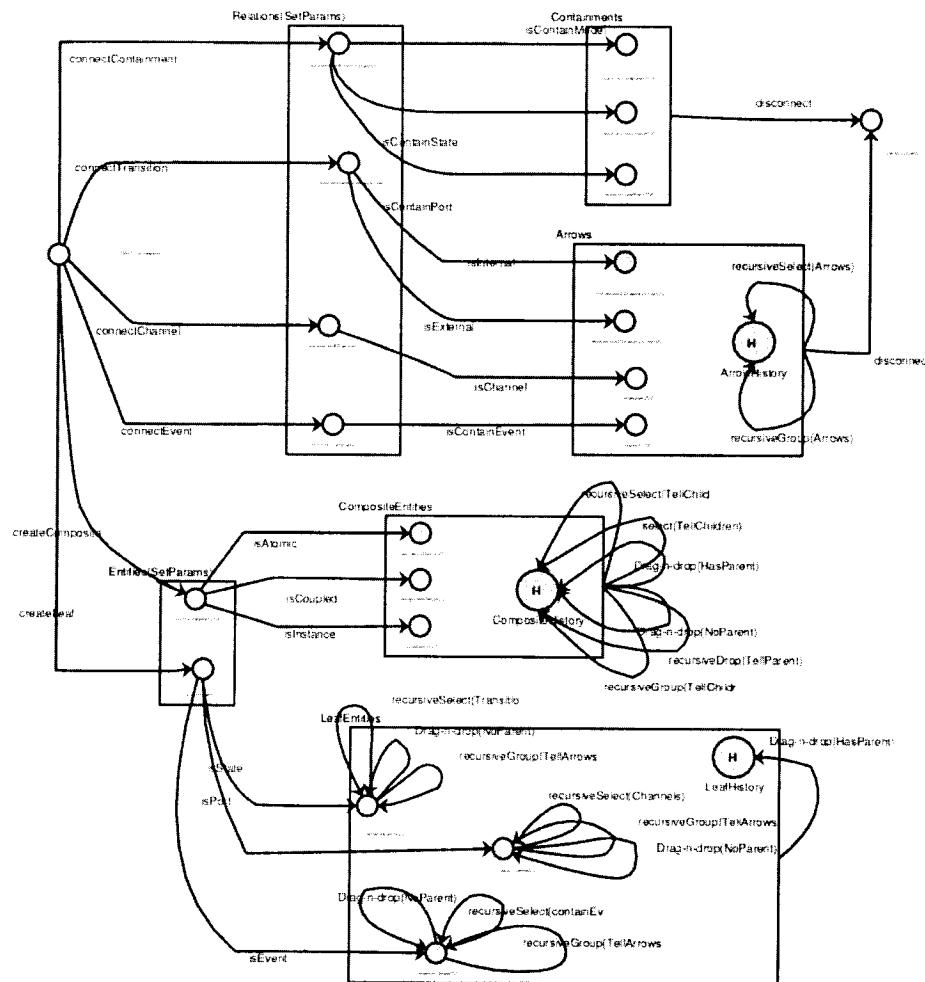 Relations(SetParams)
Containments
isContainModel
connectContainment
disconnect
isContainState
connectTransition
isContainPort
Arrows
isInternal
recursiveSelect(Arrows)
isExternal
connectChannel
H
ArrowHistory
disconnect
isChannel
connectEvent
isContainEvent
recursiveGroup(Arrows)
recursiveSelect(TellChild
CompositeEntities
select(TellChildren)
createComposite
isAtomic
Drag-n-drop(HasParent)
Entities(SetParams)
H
isCoupled
createLeaf
CompositeHistory
isInstance
Drag-n-drop(NoParent)
recursiveDrop(TellParent)
recursiveGroup(TellChildr
recursiveSelect(Transitio
LeafEntities
Drag-n-drop(NoParent)
Drag-n-drop(HasParent)
recursiveGroup(TellArrows
H
isState
LeafHistory
recursiveSelect(Channels)
isPort
recursiveGroup(TellArrows
Drag-n-drop(NoParent)
Drag-n-drop(NoParent)
recursiveSelect(containEv
recursiveGroup(TellArrows
isEvent